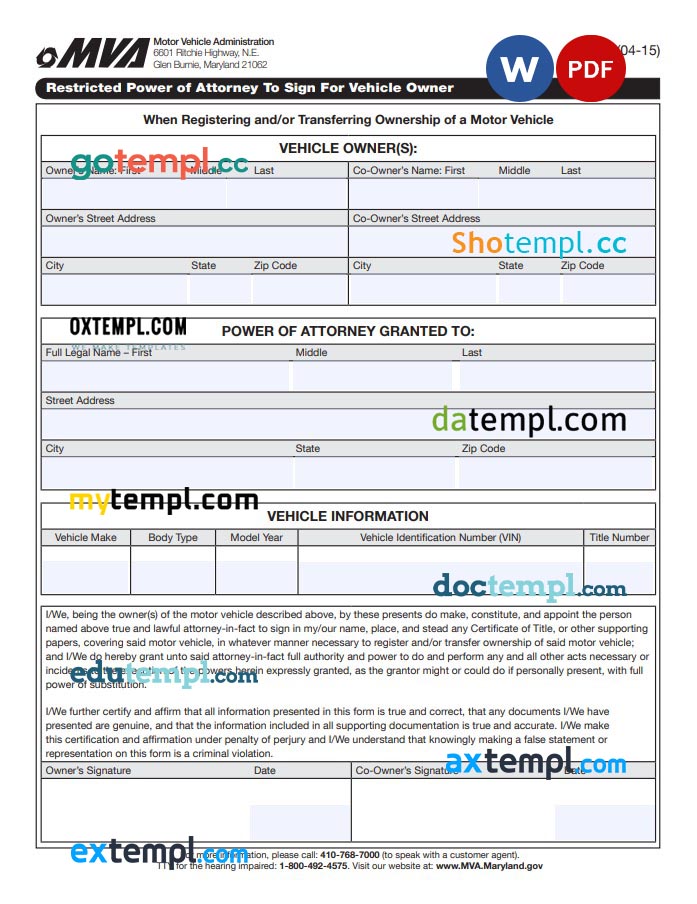 MVA
Motor Vehicle Administration
6601 Ritchie Highway, N.E.
Glen Burnie, Maryland 21062
W
PDF
(04-15)
Restricted Power of Attorney To Sign For Vehicle Owner
When Registering and/or Transferring Ownership of a Motor Vehicle
VEHICLE OWNER(S):
gotempl.cc
Owner's Name: First Middle Last Co-Owner's Name: First Middle Last
Owner's Street Address Co-Owner's Street Address
Shotempl.cc
City State Zip Code City State Zip Code
OXTEMPL.COM
WE MAKE TEMPLATES
POWER OF ATTORNEY GRANTED TO:
Full Legal Name – First Middle Last
Street Address
datempl.com
City State Zip Code
mytempl.com
VEHICLE INFORMATION
Vehicle Make Body Type Model Year Vehicle Identification Number (VIN) Title Number
doctempl.com
I/We, being the owner(s) of the motor vehicle described above, by these presents do make, constitute, and appoint the person
named above true and lawful attorney-in-fact to sign in my/our name, place, and stead any Certificate of Title, or other supporting
papers, covering said motor vehicle, in whatever manner necessary to register and/or transfer ownership of said motor vehicle;
and I/We do hereby grant unto said attorney-in-fact full authority and power to do and perform any and all other acts necessary or
the powers herein expressly granted, as the grantor might or could do if personally present, with full
edutempl.com
power of substitution.
I/We further certify and affirm that all information presented in this form is true and correct, that any documents I/We have
presented are genuine, and that the information included in all supporting documentation is true and accurate. I/We make
this certification and affirmation under penalty of perjury and I/We understand that knowingly making a false statement or
representation on this form is a criminal violation.
axtempl.com
Owner's Signature Date Co-Owner's Signature Date
extempl.com
more information, please call: 410-768-7000 (to speak with a customer agent).
TTY for the hearing impaired: 1-800-492-4575. Visit our website at: www.MVA.Maryland.gov